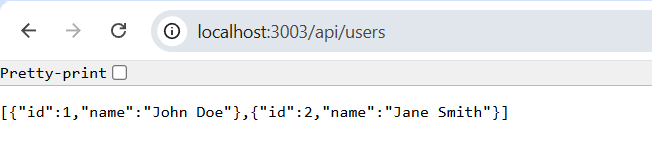 localhost:3003/api/users
Pretty-print
[{"id":1,"name":"John Doe"},{"id":2,"name":"Jane Smith"}]